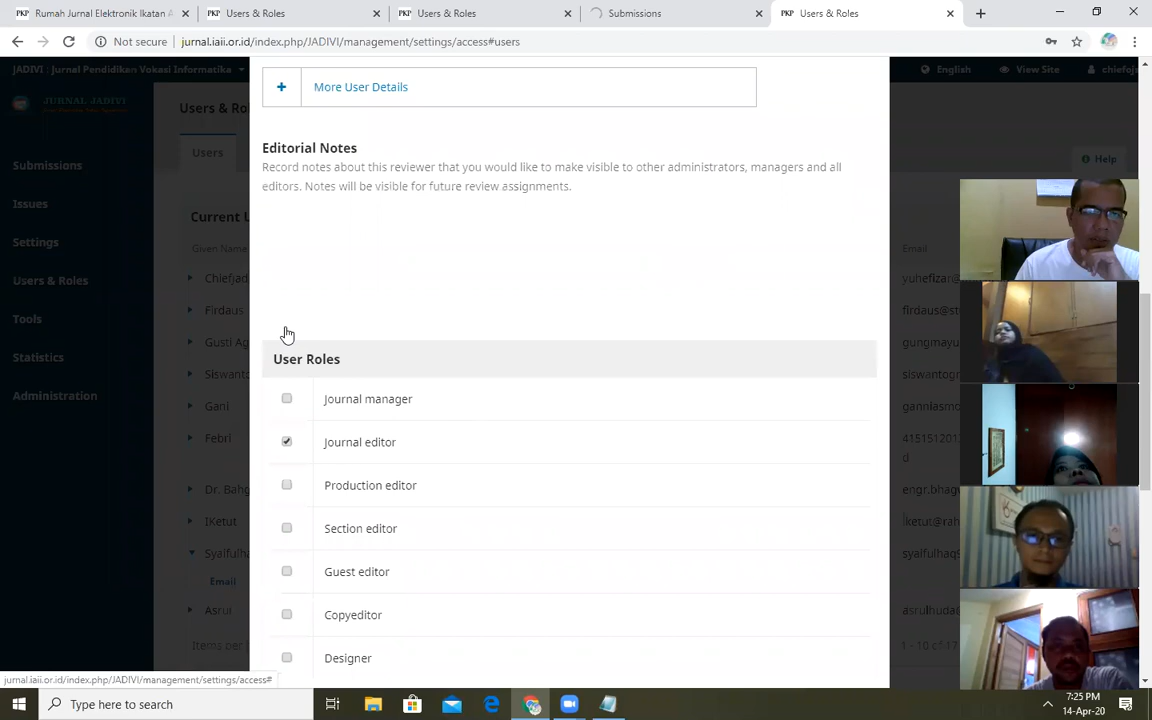 Rumah Jurnal Elektronik Ikatan A
Users & Roles
Users & Roles
Submissions
Users & Roles
Not secure
jurnal.iaii.or.id/index.php/JADIVI/management/settings/access#users
JADIVI : Jurnal Pendidikan Vokasi Informatika
English
View Site
chiefoja
JURNAL JADIVI
Users & Ro
More User Details
Users
Help
Editorial Notes
Record notes about this reviewer that you would like to make visible to other administrators, managers and all
editors. Notes will be visible for future review assignments.
Submissions
Issues
Settings
Users & Roles
Tools
Statistics
Administration
Current U
Given Name
Email
Chiefjad
yuhefizar@
Firdaus
firdaus@st
Gusti Ag
gungmayu
Siswanto
siswantogr
Gani
ganniasmo
Febri
4151512013
d
Dr. Bahg
engr.bhagw
IKetut
iketut@rah
Syaifulha
syaifulhaqs
Email
Asrul
asrulhuda@
Items per
1 - 10 of 17
User Roles
Journal manager
Journal editor
Production editor
Section editor
Guest editor
Copyeditor
Designer
jurnal.iaii.or.id/index.php/JADIVI/management/settings/access#
Type here to search
7:25 PM
14-Apr-20